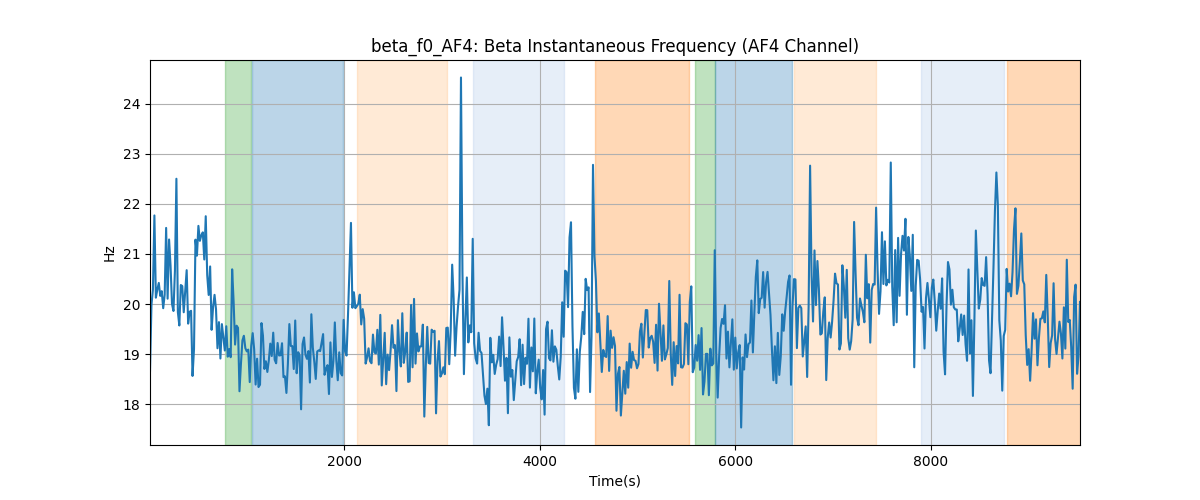 beta_f0_AF4: Beta Instantaneous Frequency (AF4 Channel)
24
23
22
21
20
19
18
Hz
2000 4000 6000 8000
Time(s)